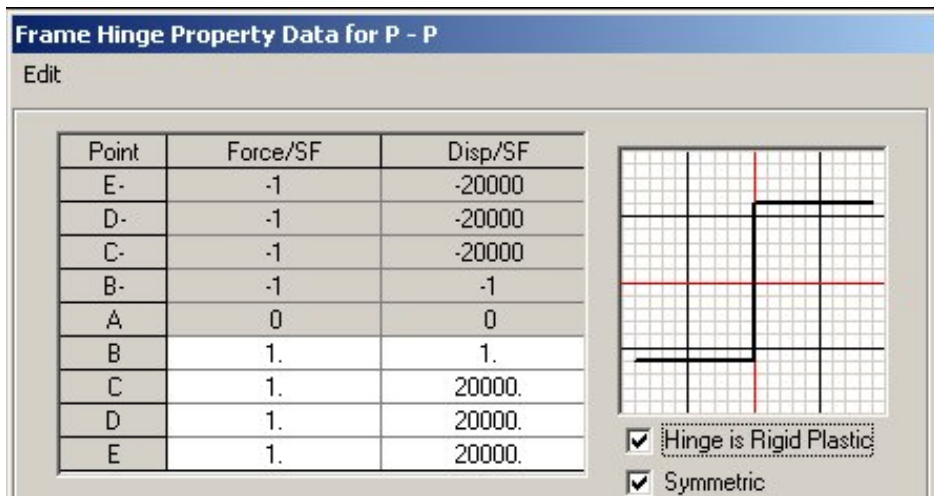 Frame Hinge Property Data for P - P
Edit
Point Force/SF Disp/SF
E- -1 -20000
D- -1 -20000
C- -1 -20000
B- -1 -1
A 0 0
B 1. 1.
C 1. 20000.
D 1. 20000.
E 1. 20000.
Hinge is Rigid Plastic
Symmetric